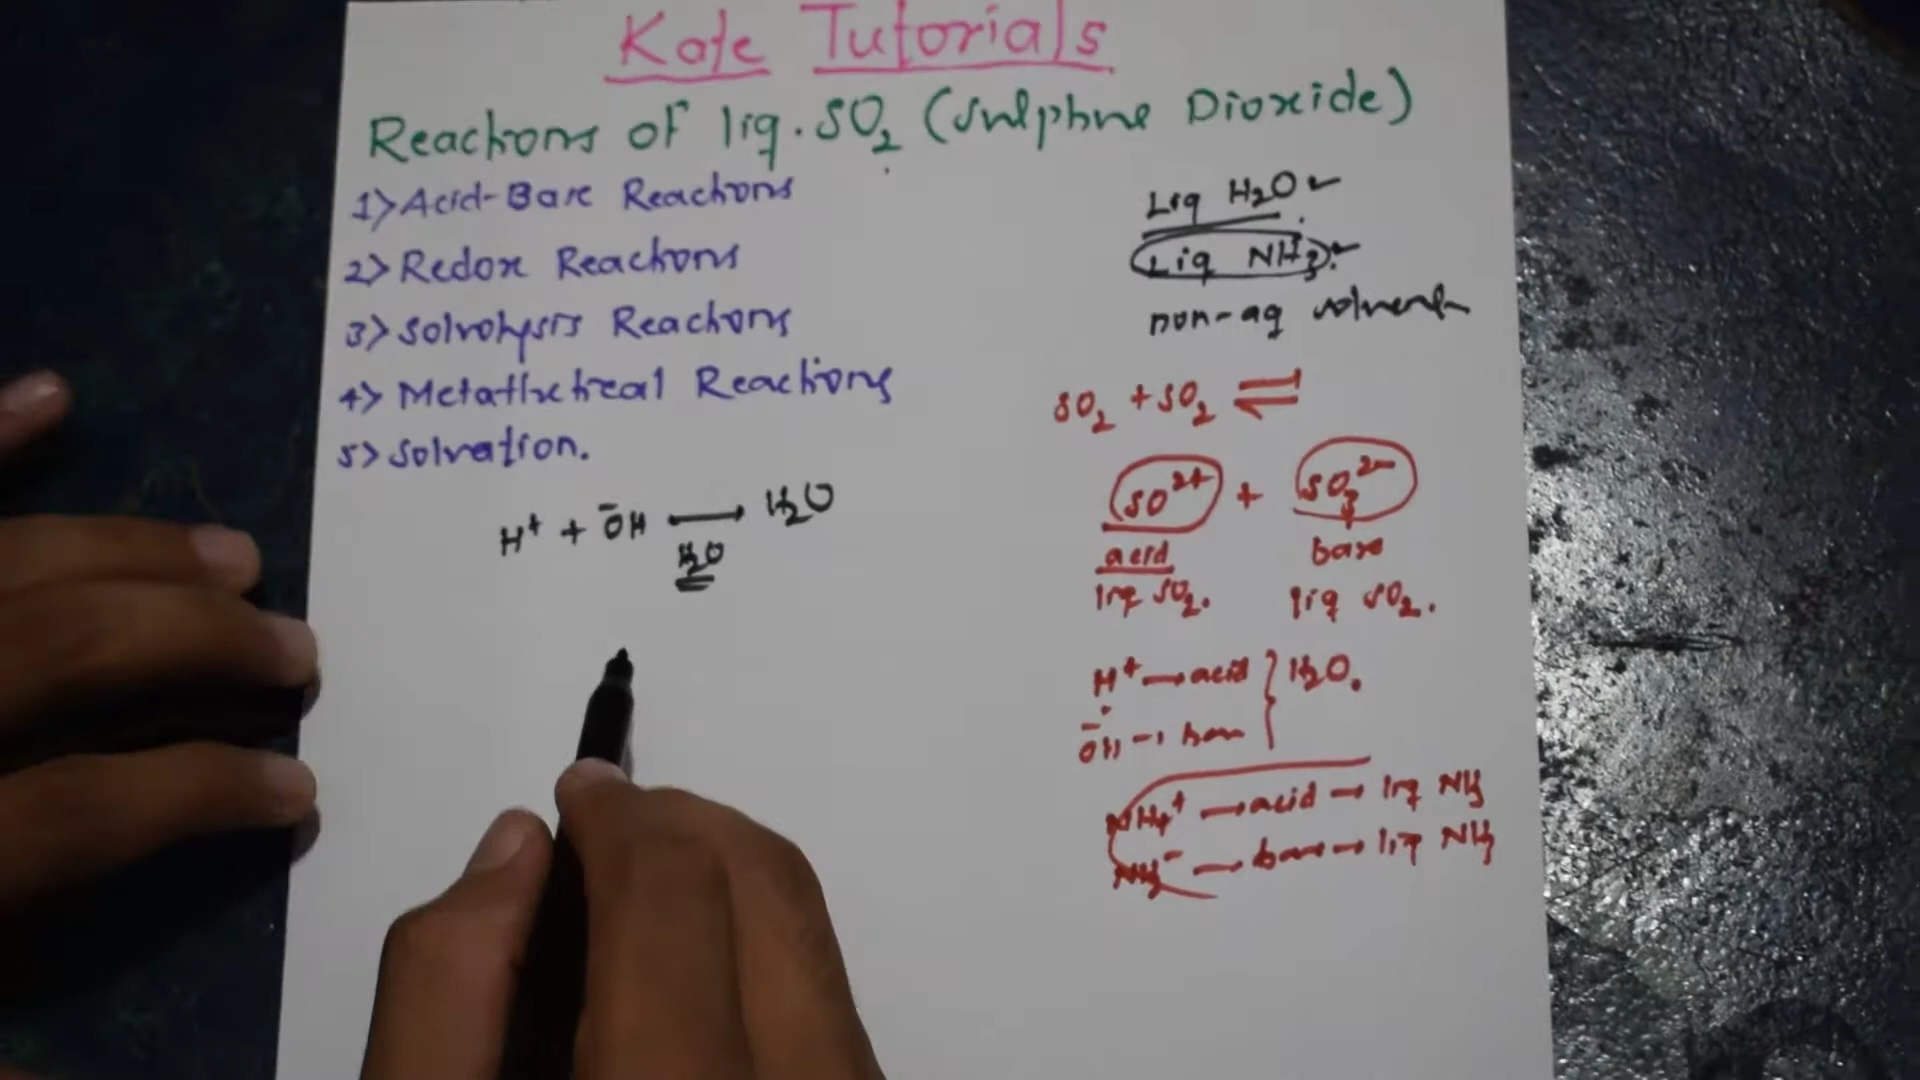 Kate Tutorials
Reactions of liq. SO₂ (Sulphur Dioxide)
1> Acid-Base Reactions
2> Redox Reactions
3> Solvolysis Reactions
4> Metathetical Reactions
5> Solvation.
H⁺ + ⁻OH ⟶ H₂O
H₂O
Liq H₂O ✓
Liq NH₃ ✓
non-aq solvent
SO₂ + SO₂ ⇌
SO²⁺ + SO₃²⁻
acid base
liq SO₂. liq SO₂.
H⁺ → acid } H₂O.
⁻OH → base
NH₄⁺ → acid → liq NH₃
NH₂⁻ → base → liq NH₃